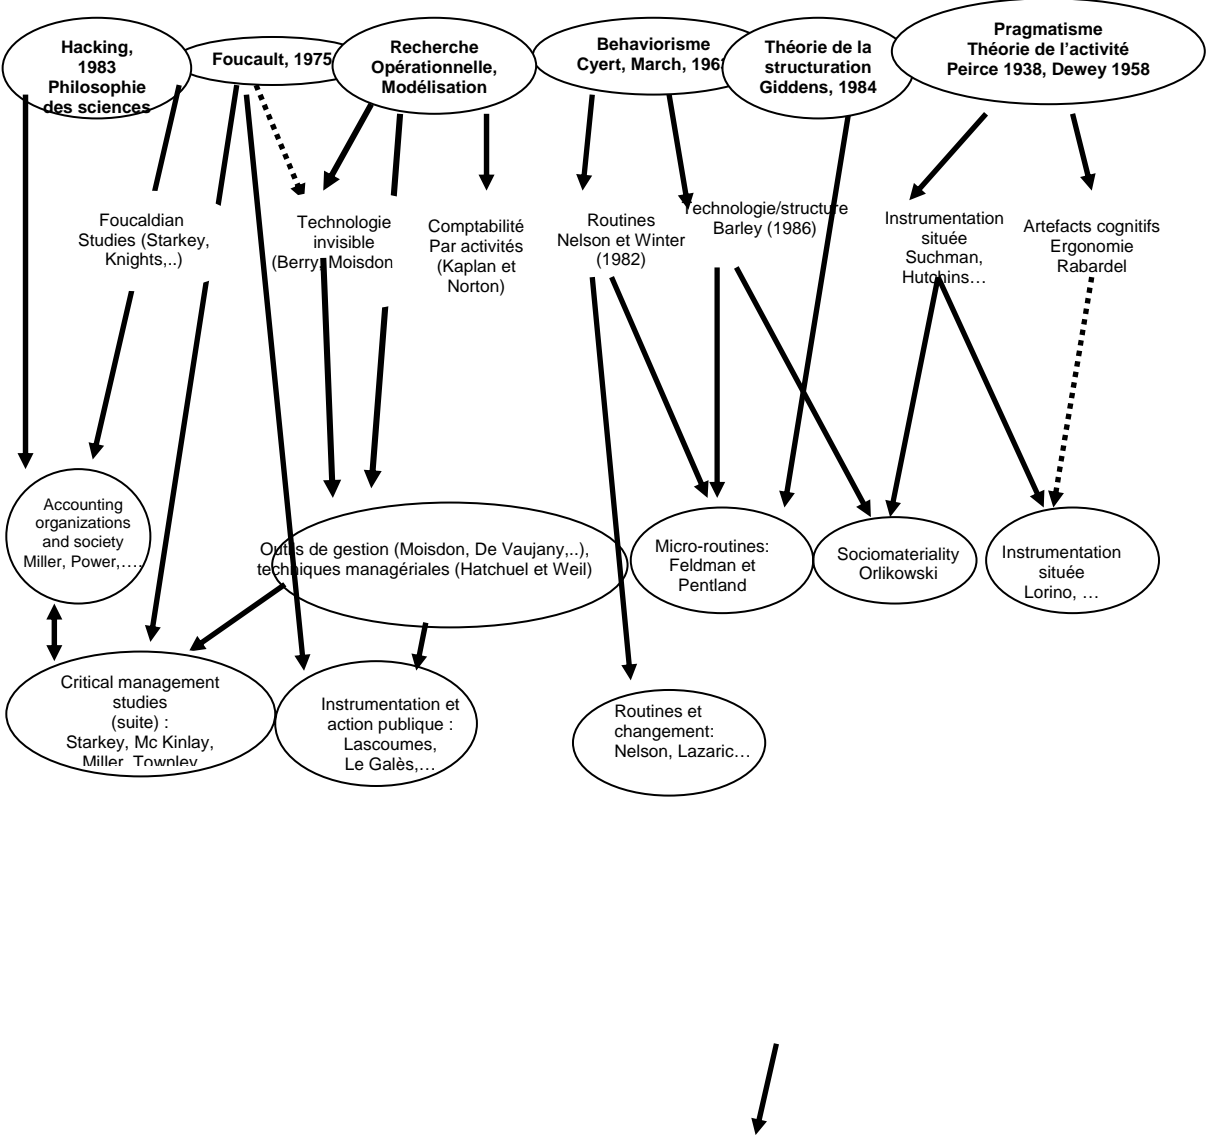 Hacking,
1983
Philosophie
des sciences
Foucault, 1975
Recherche
Opérationnelle,
Modélisation
Behaviorisme
Cyert, March,
Théorie de la
structuration
Giddens, 1984
Pragmatisme
Théorie de l’activité
Peirce 1938, Dewey 1958
Foucaldian
Studies (Starkey,
Knights,..)
Technologie
invisible
(Berry, Moisdon
Comptabilité
Par activités
(Kaplan et
Norton)
Routines
Nelson et Winter
(1982)
Technologie/structure
Barley (1986)
Instrumentation
située
Suchman,
Hutchins…
Artefacts cognitifs
Ergonomie
Rabardel
Accounting
organizations
and society
Miller, Power,….
Outils de gestion (Moisdon, De Vaujany,..),
techniques managériales (Hatchuel et Weil)
Micro-routines:
Feldman et
Pentland
Sociomateriality
Orlikowski
Instrumentation
située
Lorino, …
Critical management
studies
(suite) :
Starkey, Mc Kinlay,
Miller, Townley
Instrumentation et
action publique :
Lascoumes,
Le Galès,…
Routines et
changement:
Nelson, Lazaric…